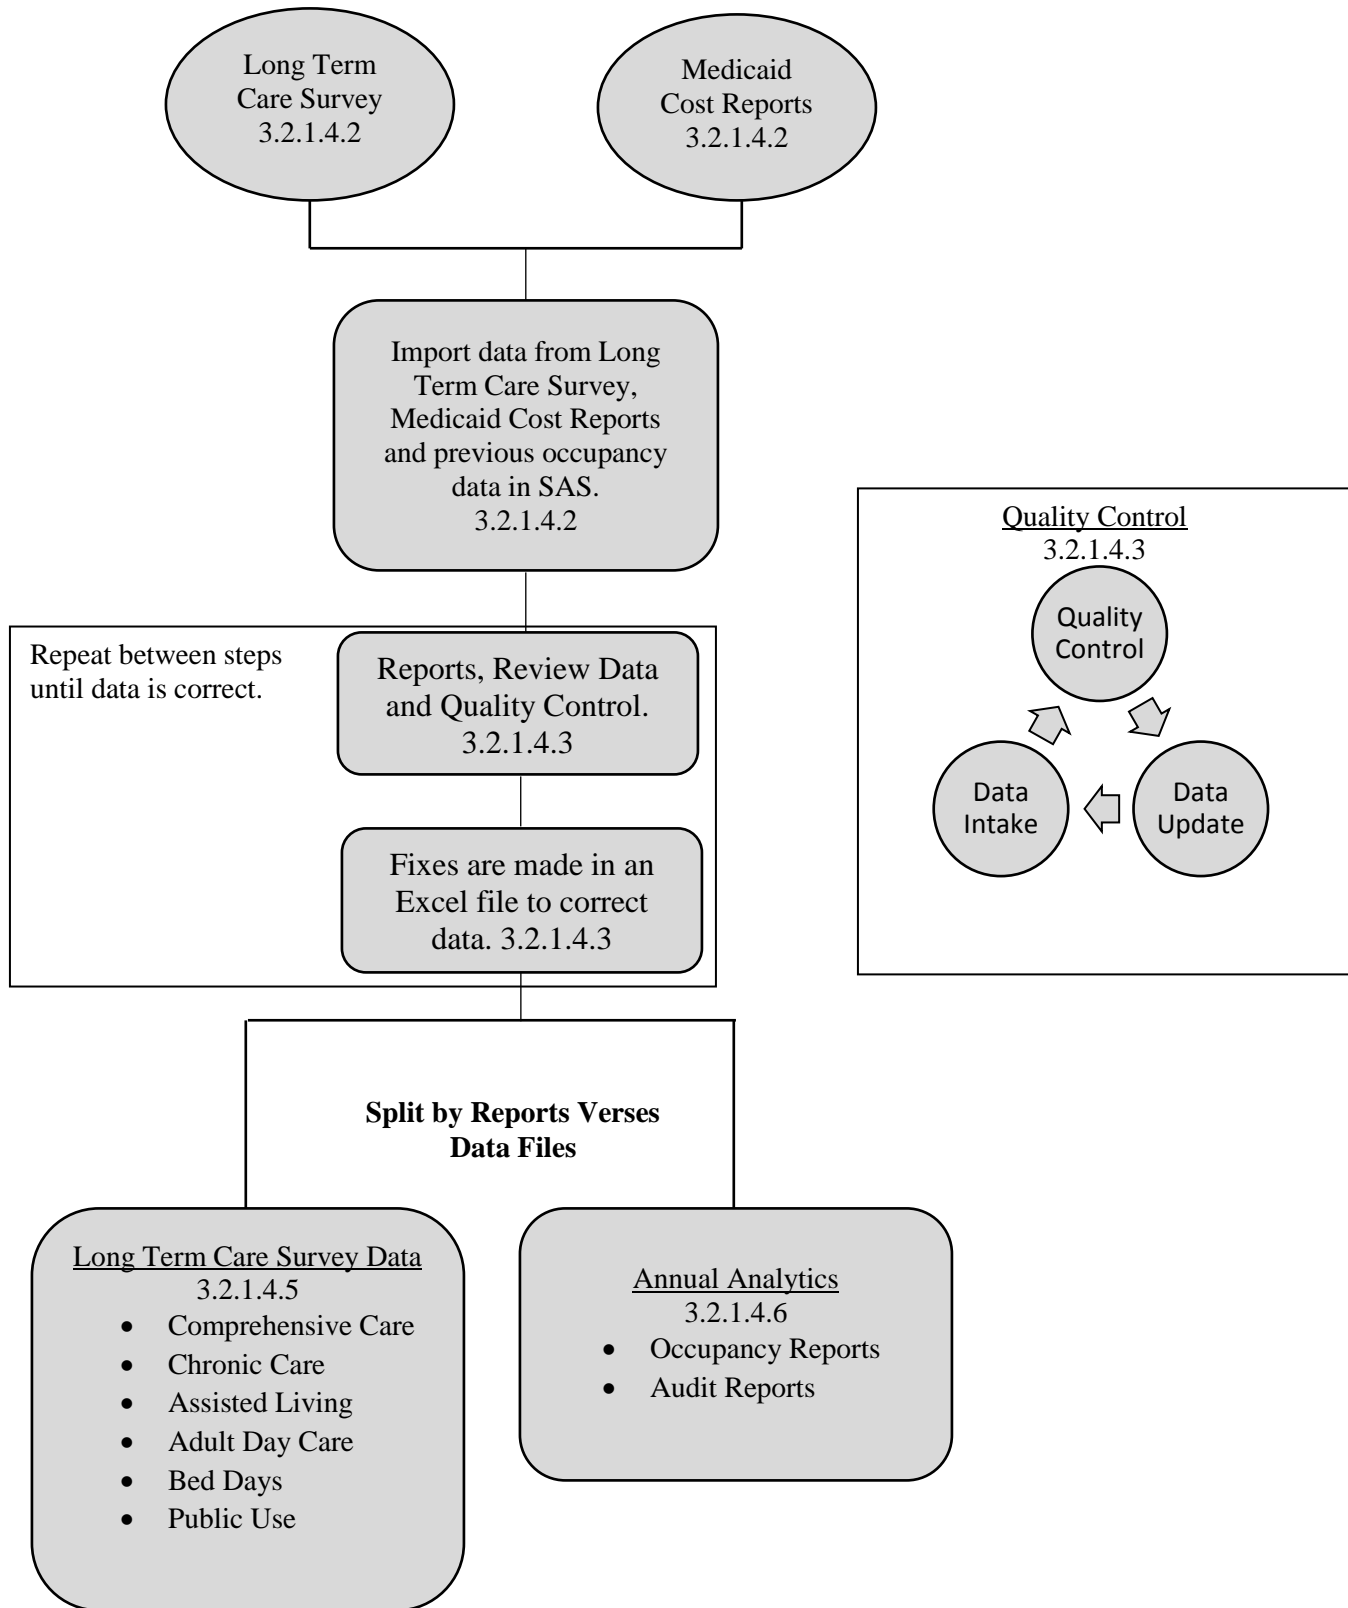 Long Term
Care Survey
3.2.1.4.2
Medicaid
Cost Reports
3.2.1.4.2
Import data from Long
Term Care Survey,
Medicaid Cost Reports
and previous occupancy
data in SAS.
3.2.1.4.2
Repeat between steps
until data is correct.
Reports, Review Data
and Quality Control.
3.2.1.4.3
Fixes are made in an
Excel file to correct
data. 3.2.1.4.3
Quality Control
3.2.1.4.3
Quality
Control
Data
Update
Data
Intake
Split by Reports Verses
Data Files
Long Term Care Survey Data
3.2.1.4.5
• Comprehensive Care
• Chronic Care
• Assisted Living
• Adult Day Care
• Bed Days
• Public Use
Annual Analytics
3.2.1.4.6
• Occupancy Reports
• Audit Reports